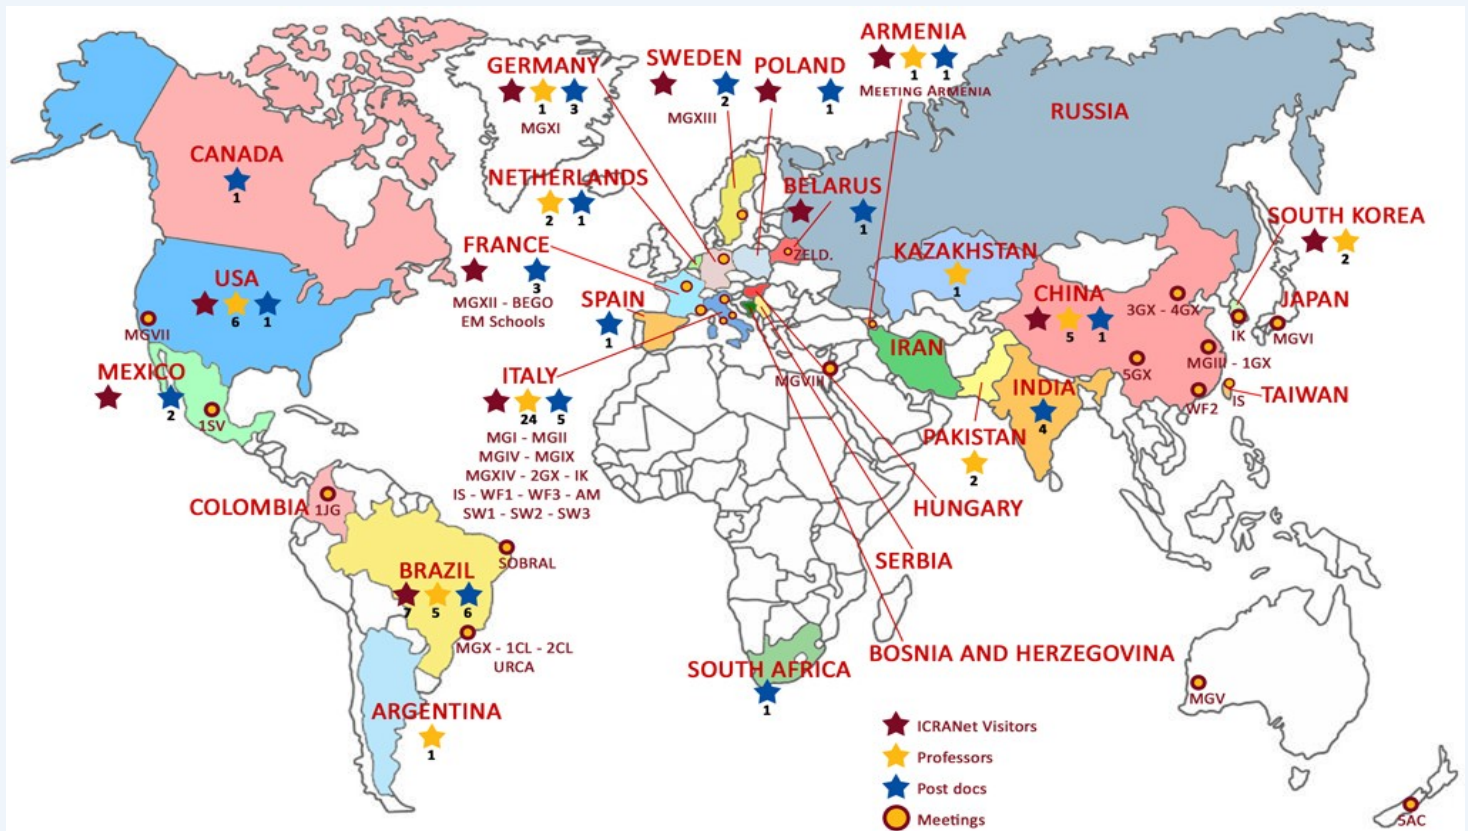 ARMENIA
1 1
MEETING ARMENIA
GERMANY
1 3
MGXI
SWEDEN
2
MGXIII
POLAND
1
RUSSIA
CANADA
1
NETHERLANDS
2 1
BELARUS
1
ZELD.
SOUTH KOREA
2
IK
FRANCE
3
MGXII - BEGO
EM Schools
KAZAKHSTAN
1
USA
6 1
MGVII
SPAIN
1
CHINA
5 1
3GX - 4GX
5GX
MGIII - 1GX
WF2
JAPAN
MGVI
IRAN
MEXICO
2
1SV
ITALY
24 5
MGI - MGII
MGIV - MGIX
MGXIV - 2GX - IK
IS - WF1 - WF3 - AM
SW1 - SW2 - SW3
MGVIII
INDIA
4
IS
TAIWAN
PAKISTAN
2
COLOMBIA
1JG
HUNGARY
SERBIA
SOBRAL
BRAZIL
7 5 6
MGX - 1CL - 2CL
URCA
BOSNIA AND HERZEGOVINA
SOUTH AFRICA
1
MGV
ARGENTINA
1
ICRANet Visitors
Professors
Post docs
Meetings
5AC